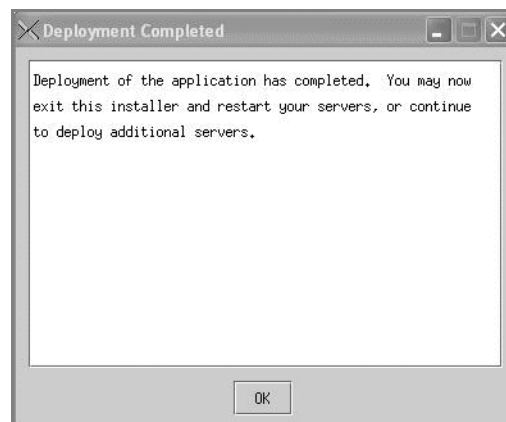 Deployment Completed
Deployment of the application has completed. You may now
exit this installer and restart your servers, or continue
to deploy additional servers.
OK